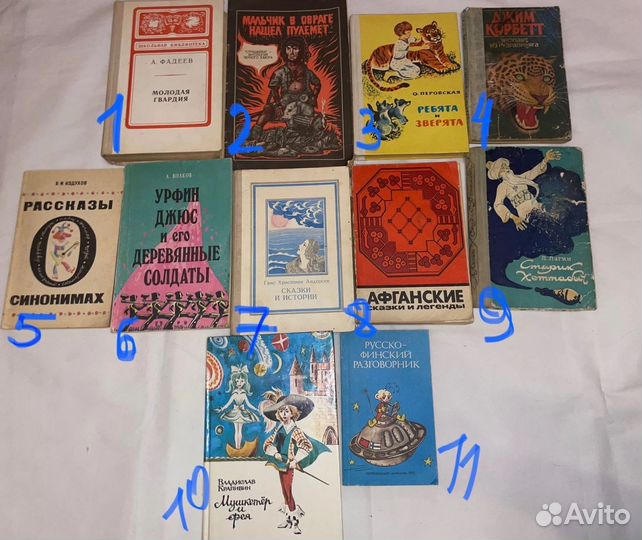 ШКОЛЬНАЯ БИБЛИОТЕКА
А. ФАДЕЕВ
МОЛОДАЯ
ГВАРДИЯ
1
МАЛЬЧИК В ОВРАГЕ
НАШЕЛ ПУЛЕМЕТ...
2
О. ПЕРОВСКАЯ
РЕБЯТА
И
ЗВЕРЯТА
3
ДЖИМ
КОРБЕТТ
4
РАССКАЗЫ
О
СИНОНИМАХ
5
А. ВОЛКОВ
УРФИН
ДЖЮС
и его
ДЕРЕВЯННЫЕ
СОЛДАТЫ
6
Ганс Христиан Андерсен
СКАЗКИ
И ИСТОРИИ
7
АФГАНСКИЕ
сказки и легенды
8
Л. Лагин
Старик
Хоттабыч
9
Владислав
Крапивин
Мушкетёр
и
фея
10
РУССКО-
ФИНСКИЙ
РАЗГОВОРНИК
11
Avito